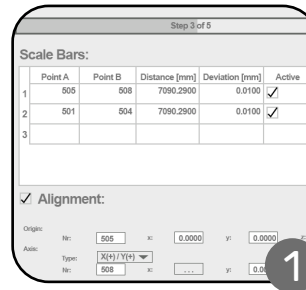 Step 3 of 5
Scale Bars:
Point A Point B Distance [mm] Deviation [mm] Active
1 505 508 7090.2900 0.0100
2 501 504 7090.2900 0.0100
3
Alignment:
Origin:
Nr: 505 x: 0.0000 y: 0.0000 z:
Axis:
Type: X(+) / Y(+)
Nr: 508 x: ... y: 0.00
1